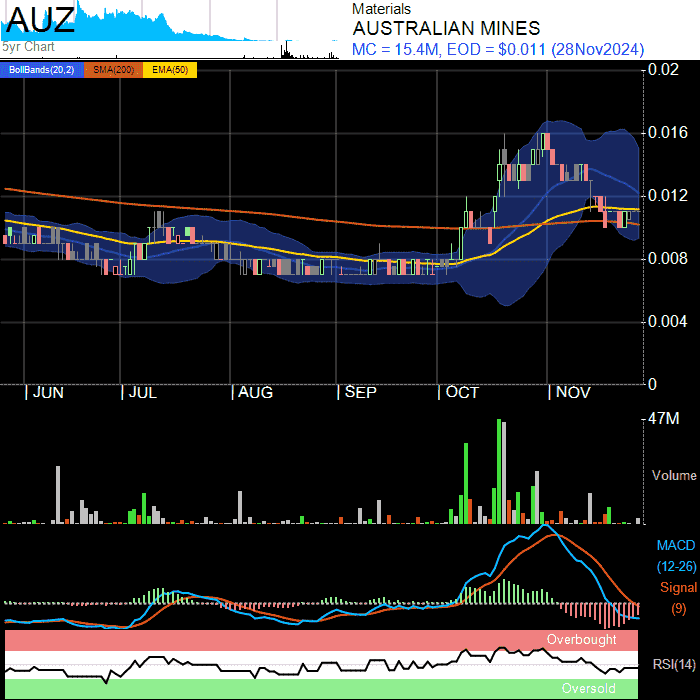 AUZ
5yr Chart
Materials
AUSTRALIAN MINES
MC = 15.4M, EOD = $0.011 (28Nov2024)
BollBands(20,2) SMA(200) EMA(50)
0.02
0.016
0.012
0.008
0.004
0
JUN JUL AUG SEP OCT NOV
47M
Volume
MACD
(12-26)
Signal
(9)
Overbought
RSI(14)
Oversold